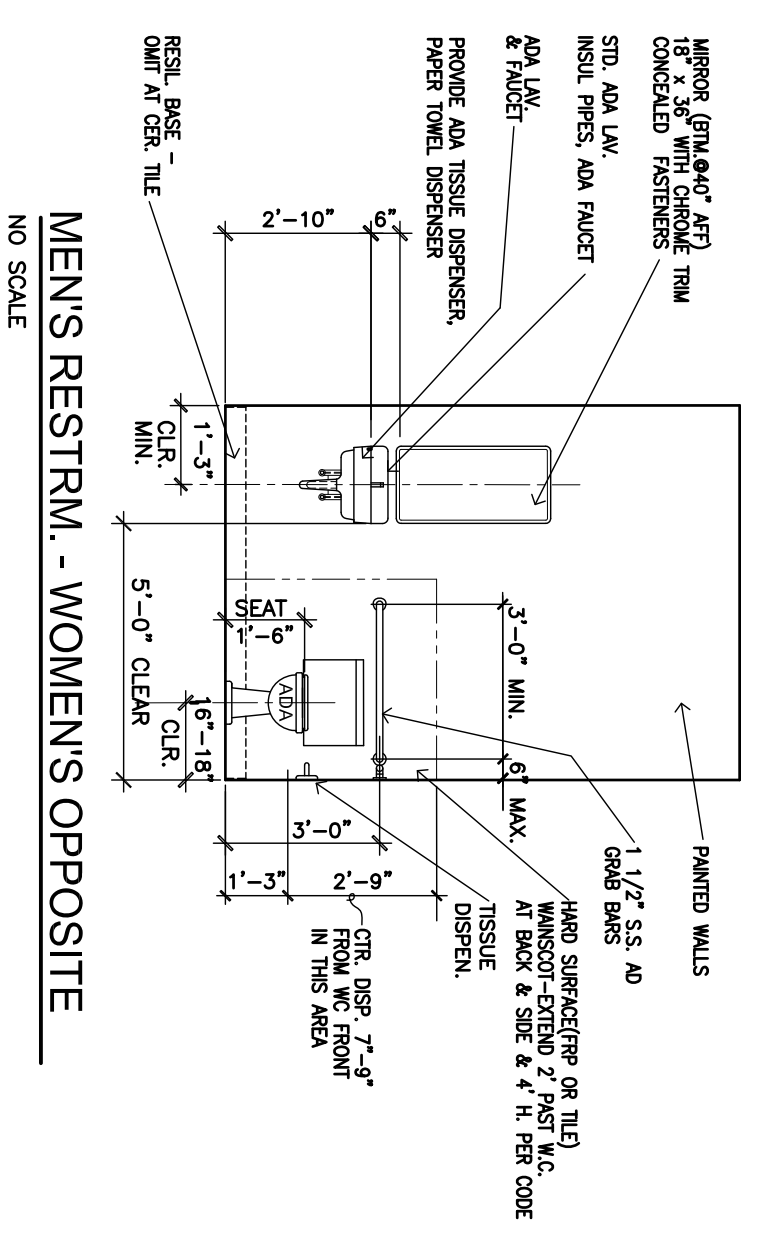 MIRROR (BTM.@40" AFF)
18" x 36" WITH CHROME TRIM
CONCEALED FASTENERS
STD. ADA LAV.
INSUL PIPES, ADA FAUCET
ADA LAV.
& FAUCET
PROVIDE ADA TISSUE DISPENSER,
PAPER TOWEL DISPENSER
RESIL. BASE –
OMIT AT CER. TILE
6"
2'-10"
1'-3"
CLR.
MIN.
5'-0" CLEAR
SEAT
1'-6"
ADA
16"-18"
CLR.
3'-0" MIN.
6" MAX.
3'-0"
1'-3"
2'-9"
PAINTED WALLS
1 1/2" S.S. AD
GRAB BARS
HARD SURFACE(FRP OR TILE)
WAINSCOT-EXTEND 2' PAST W.C.
AT BACK & SIDE & 4' H. PER CODE
TISSUE
DISPEN.
CTR. DISP. 7"-9"
FROM WC FRONT
IN THIS AREA
MEN'S RESTRM. - WOMEN'S OPPOSITE
NO SCALE